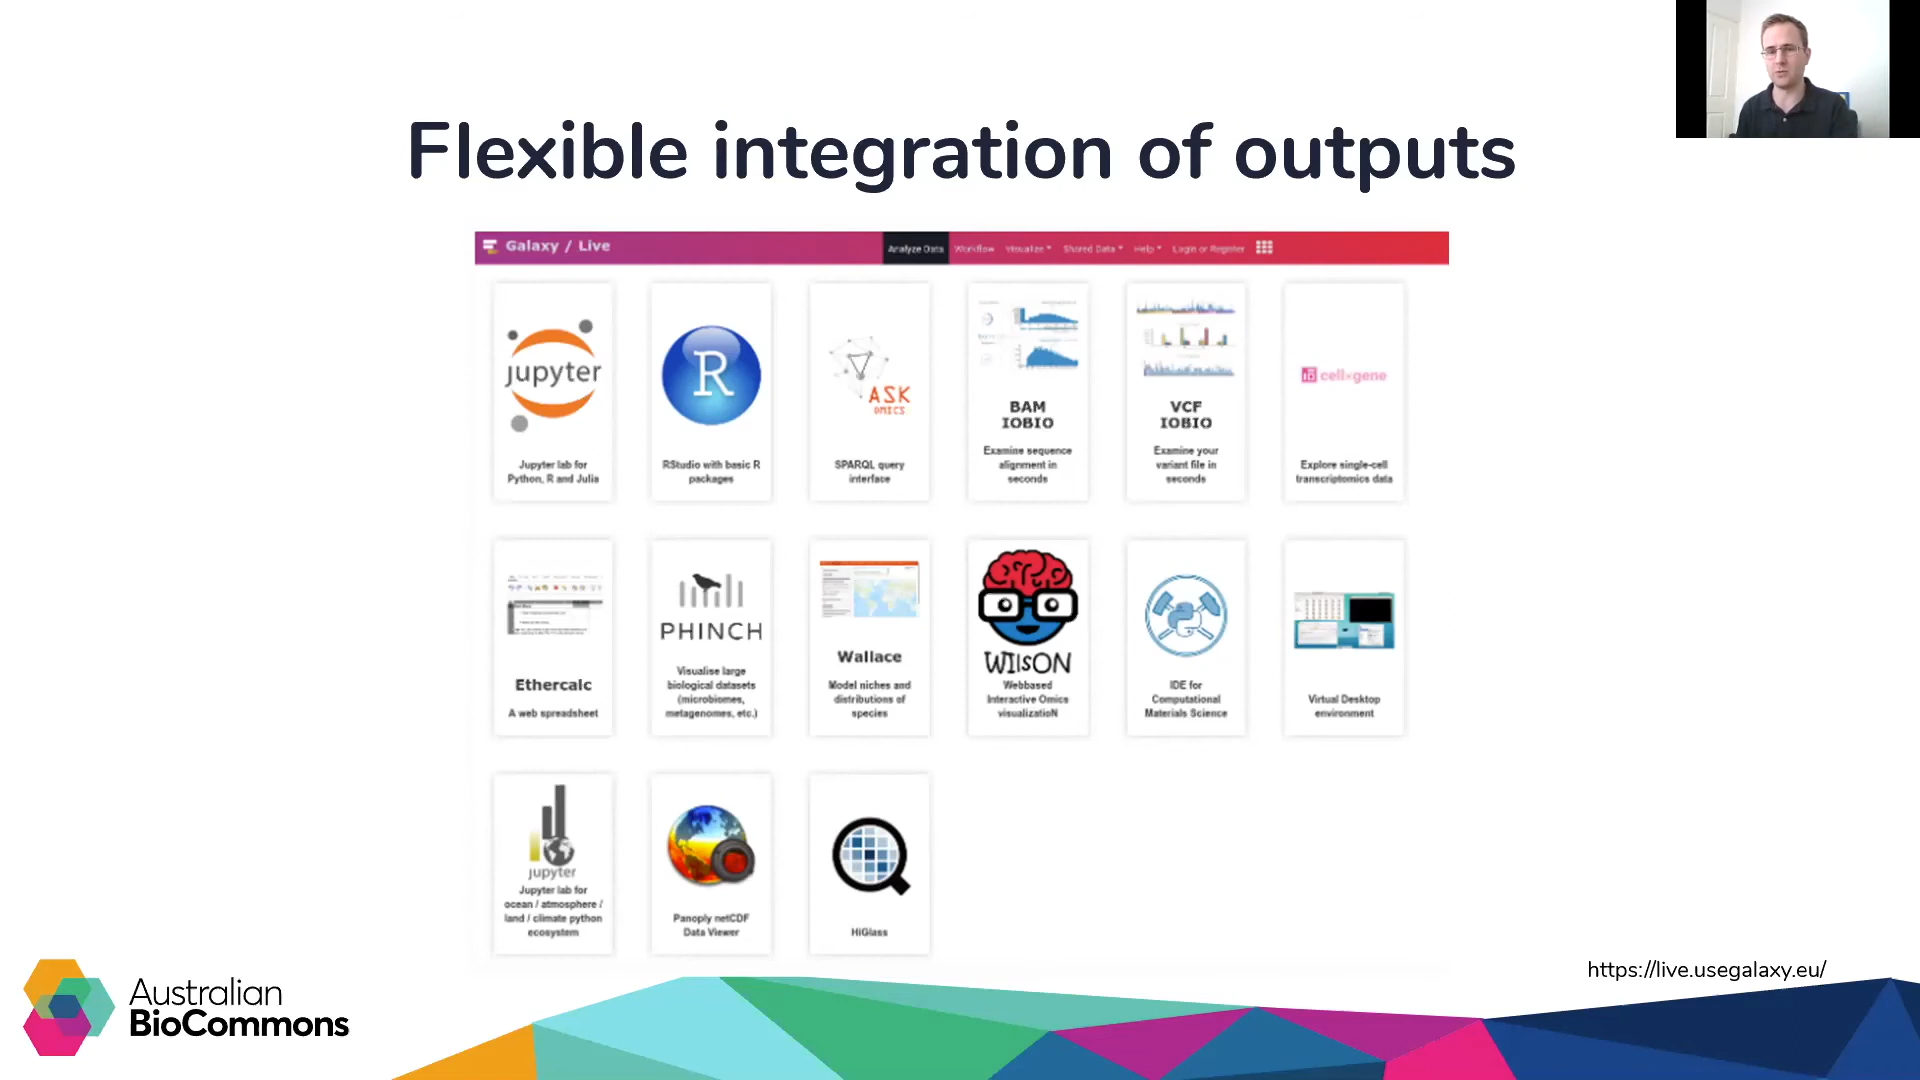 Flexible integration of outputs
Galaxy / Live
Analyze Data Workflow Visualize Shared Data Help Login or Register
jupyter
Jupyter lab for
Python, R and Julia
R
RStudio with basic R
packages
ASK
OMICS
SPARQL query
interface
BAM
IOBIO
Examine sequence
alignment in
seconds
VCF
IOBIO
Examine your
variant file in
seconds
cellxgene
Explore single-cell
transcriptomics data
Ethercalc
A web spreadsheet
PHINCH
Visualise large
biological datasets
(microbiomes,
metagenomes, etc.)
Wallace
Model niches and
distributions of
species
WIlsON
Webbased
Interactive Omics
visualizatioN
IDE for
Computational
Materials Science
Virtual Desktop
environment
jupyter
Jupyter lab for
ocean / atmosphere /
land / climate python
ecosystem
Panoply netCDF
Data Viewer
HiGlass
https://live.usegalaxy.eu/
Australian
BioCommons